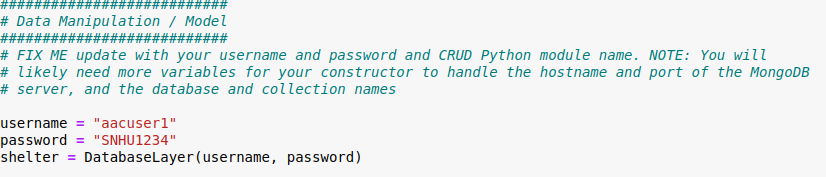 ###########################
# Data Manipulation / Model
###########################
# FIX ME update with your username and password and CRUD Python module name. NOTE: You will
# likely need more variables for your constructor to handle the hostname and port of the MongoDB
# server, and the database and collection names
username = "aacuser1"
password = "SNHU1234"
shelter = DatabaseLayer(username, password)